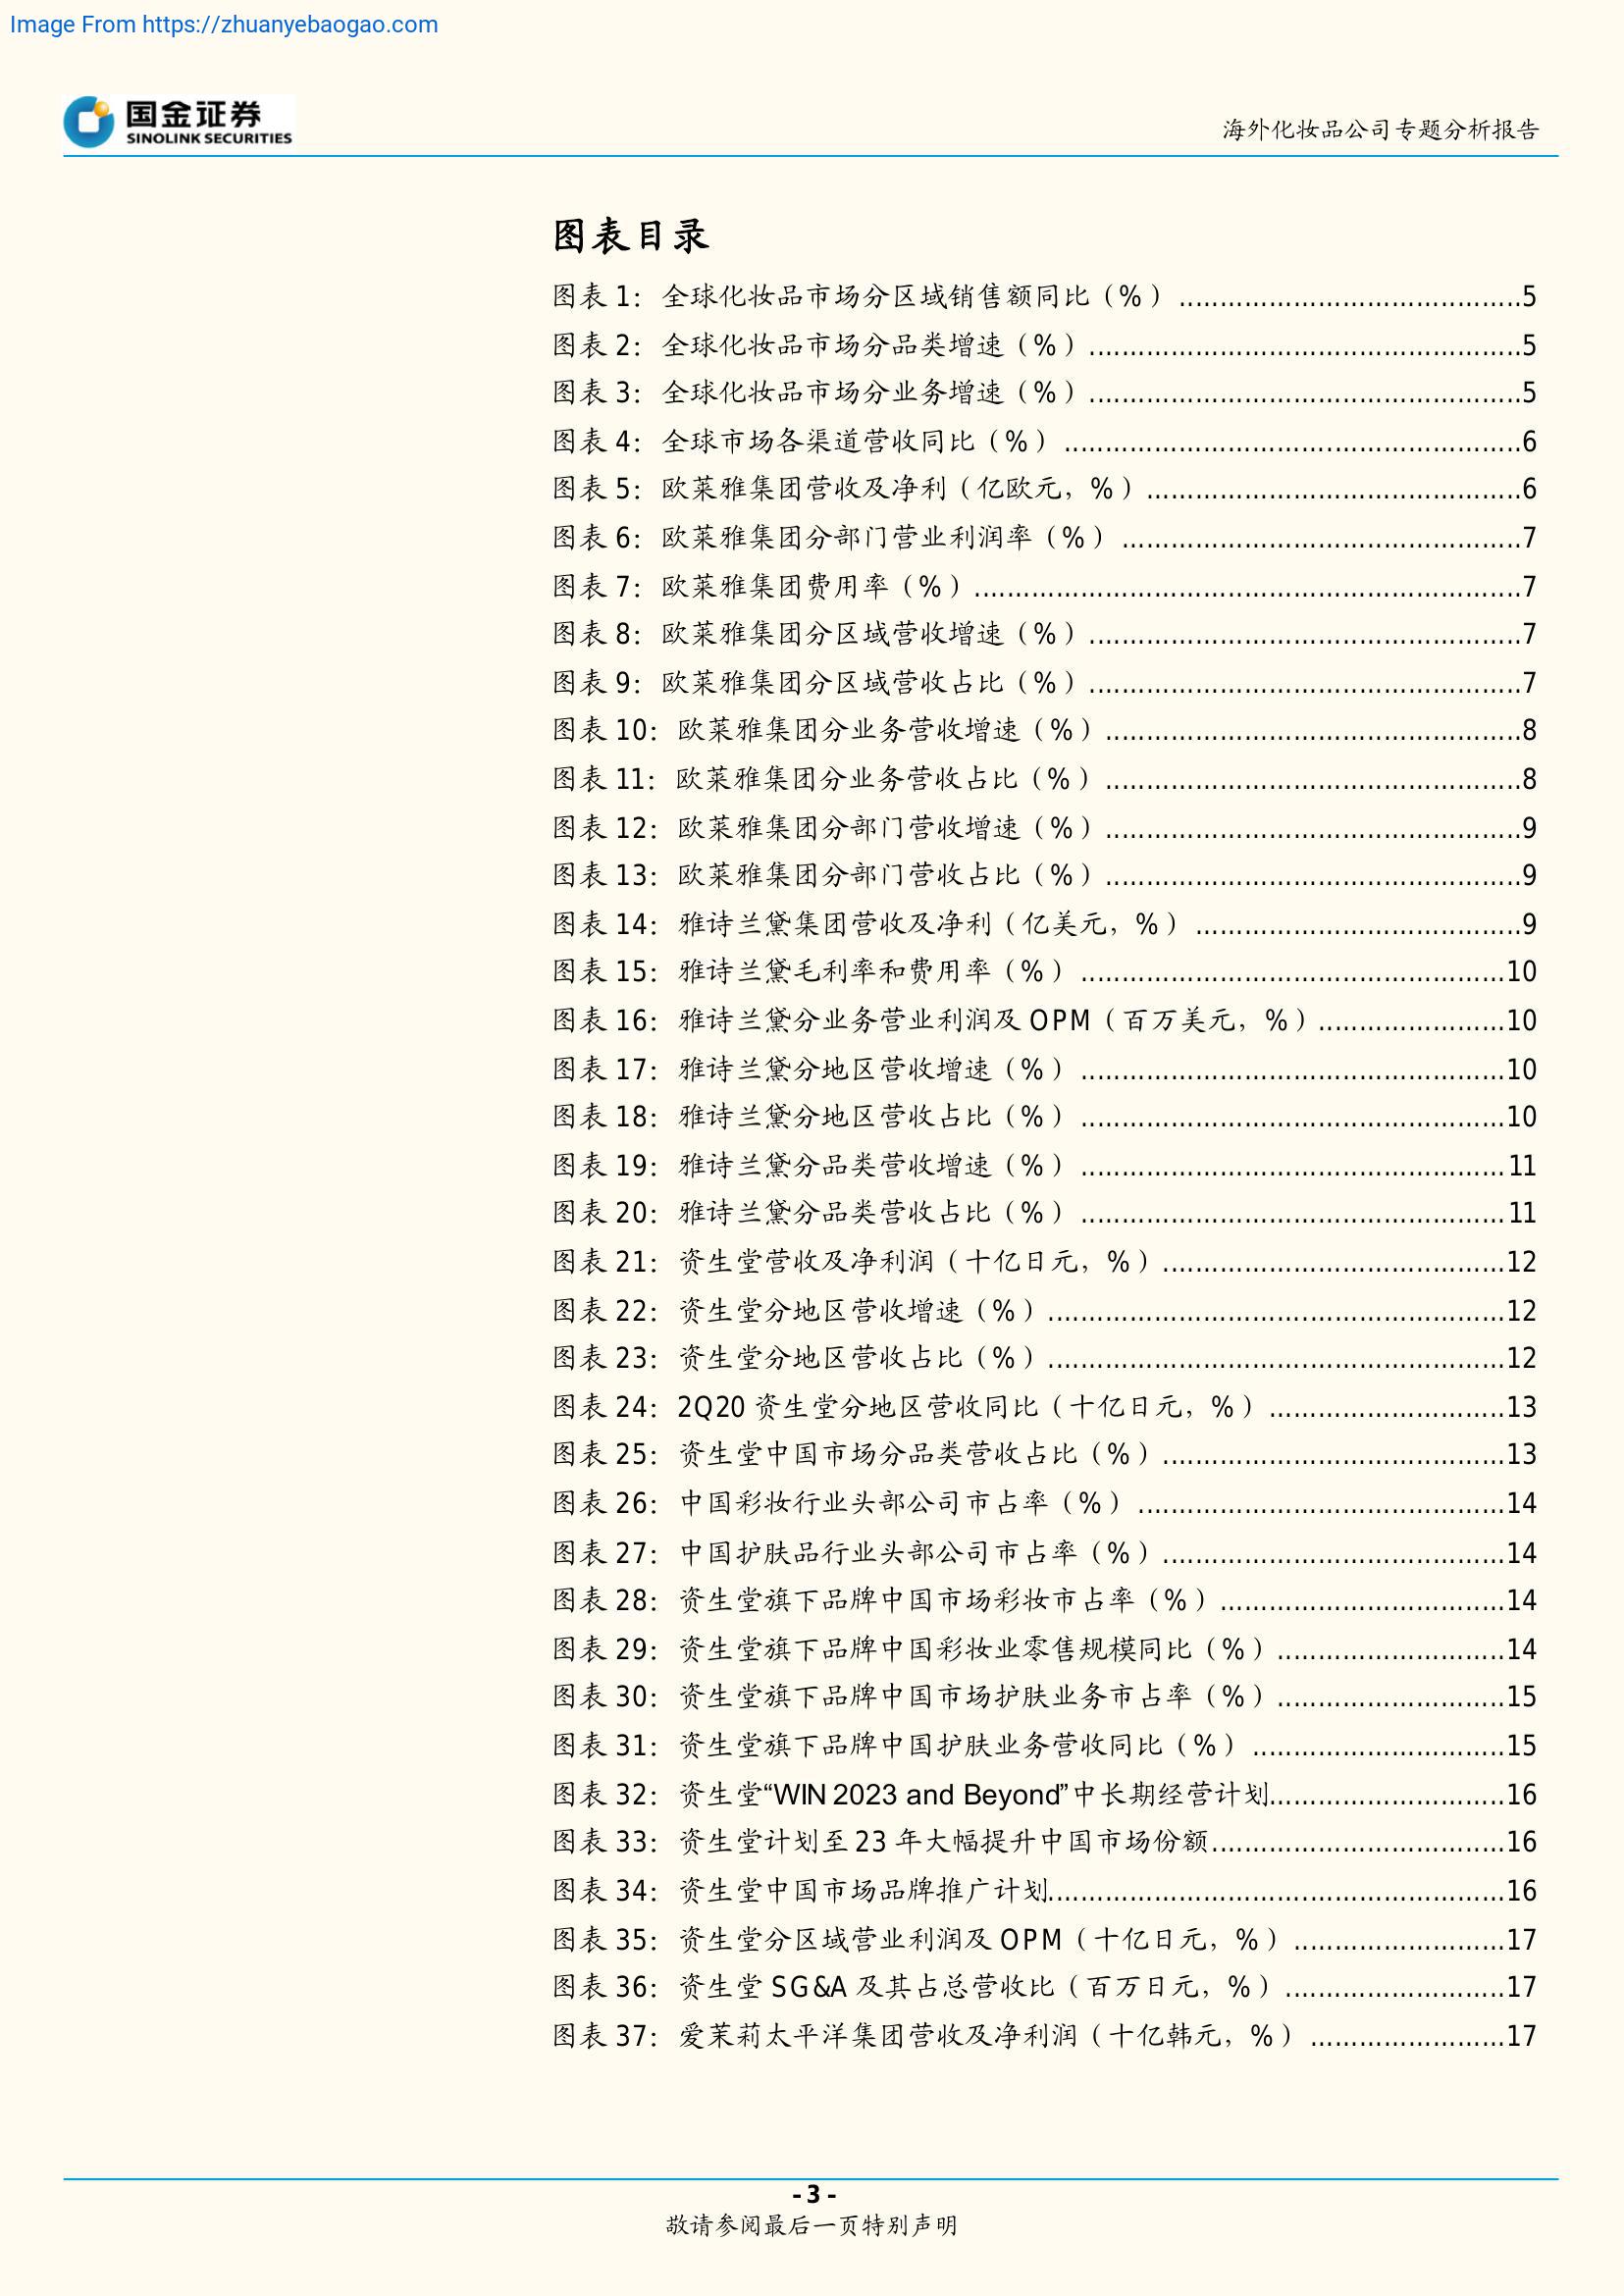 Image From https://zhuanyebaogao.com
国金证券
SINOLINK SECURITIES
海外化妆品公司专题分析报告
图表目录
图表 1：全球化妆品市场分区域销售额同比（%）..........................................5
图表 2：全球化妆品市场分品类增速（%）.....................................................5
图表 3：全球化妆品市场分业务增速（%）.....................................................5
图表 4：全球市场各渠道营收同比（%）........................................................6
图表 5：欧莱雅集团营收及净利（亿欧元，%）..............................................6
图表 6：欧莱雅集团分部门营业利润率（%）.................................................7
图表 7：欧莱雅集团费用率（%）...................................................................7
图表 8：欧莱雅集团分区域营收增速（%）.....................................................7
图表 9：欧莱雅集团分区域营收占比（%）.....................................................7
图表 10：欧莱雅集团分业务营收增速（%）...................................................8
图表 11：欧莱雅集团分业务营收占比（%）...................................................8
图表 12：欧莱雅集团分部门营收增速（%）...................................................9
图表 13：欧莱雅集团分部门营收占比（%）...................................................9
图表 14：雅诗兰黛集团营收及净利（亿美元，%）........................................9
图表 15：雅诗兰黛毛利率和费用率（%）....................................................10
图表 16：雅诗兰黛分业务营业利润及 OPM（百万美元，%）.......................10
图表 17：雅诗兰黛分地区营收增速（%）....................................................10
图表 18：雅诗兰黛分地区营收占比（%）....................................................10
图表 19：雅诗兰黛分品类营收增速（%）....................................................11
图表 20：雅诗兰黛分品类营收占比（%）....................................................11
图表 21：资生堂营收及净利润（十亿日元，%）..........................................12
图表 22：资生堂分地区营收增速（%）........................................................12
图表 23：资生堂分地区营收占比（%）........................................................12
图表 24：2Q20 资生堂分地区营收同比（十亿日元，%）.............................13
图表 25：资生堂中国市场分品类营收占比（%）..........................................13
图表 26：中国彩妆行业头部公司市占率（%）.............................................14
图表 27：中国护肤品行业头部公司市占率（%）..........................................14
图表 28：资生堂旗下品牌中国市场彩妆市占率（%）...................................14
图表 29：资生堂旗下品牌中国彩妆业零售规模同比（%）............................14
图表 30：资生堂旗下品牌中国市场护肤业务市占率（%）............................15
图表 31：资生堂旗下品牌中国护肤业务营收同比（%）...............................15
图表 32：资生堂“WIN 2023 and Beyond”中长期经营计划.............................16
图表 33：资生堂计划至 23 年大幅提升中国市场份额....................................16
图表 34：资生堂中国市场品牌推广计划........................................................16
图表 35：资生堂分区域营业利润及 OPM（十亿日元，%）..........................17
图表 36：资生堂 SG&A 及其占总营收比（百万日元，%）...........................17
图表 37：爱茉莉太平洋集团营收及净利润（十亿韩元，%）........................17
- 3 -
敬请参阅最后一页特别声明